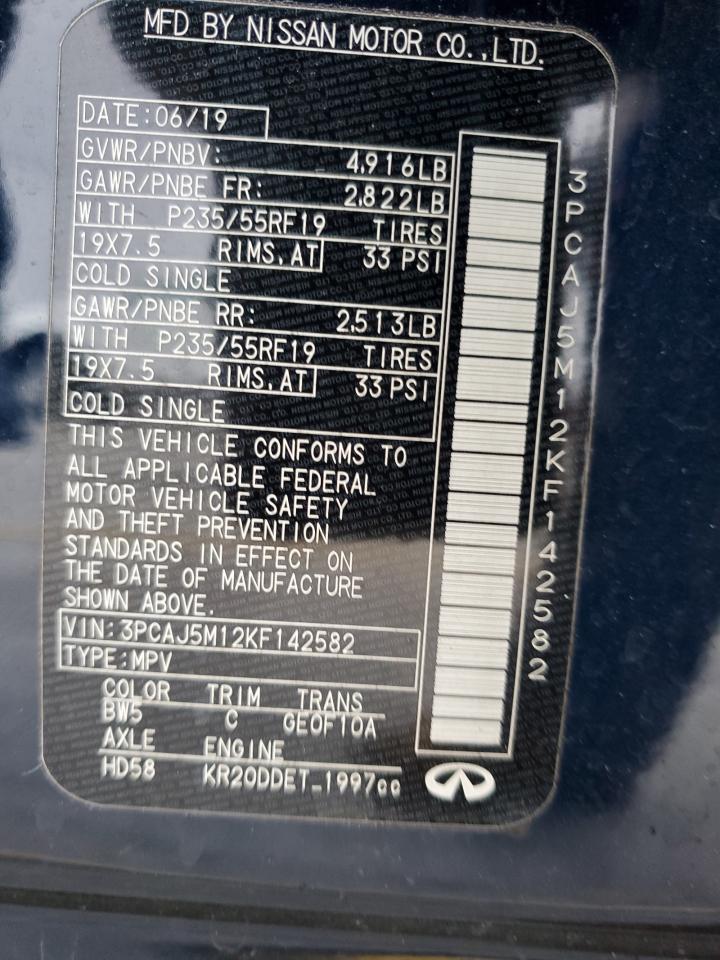 MFD BY NISSAN MOTOR CO.,LTD.
DATE:06/19
GVWR/PNBV: 4,916LB
GAWR/PNBE FR: 2,822LB
WITH P235/55RF19 TIRES
19X7.5 RIMS,AT 33 PSI
COLD SINGLE
GAWR/PNBE RR: 2,513LB
WITH P235/55RF19 TIRES
19X7.5 RIMS,AT 33 PSI
COLD SINGLE
THIS VEHICLE CONFORMS TO
ALL APPLICABLE FEDERAL
MOTOR VEHICLE SAFETY
AND THEFT PREVENTION
STANDARDS IN EFFECT ON
THE DATE OF MANUFACTURE
SHOWN ABOVE.
VIN:3PCAJ5M12KF142582
TYPE:MPV
COLOR TRIM TRANS
BW5 C GEOF10A
AXLE ENGINE
HD58 KR20DDET_1997cc
3PCAJ5M12KF142582